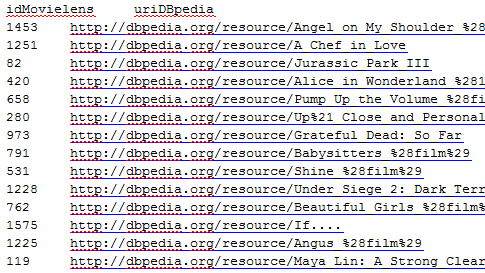 idMovielens uriDBpedia
1453 http://dbpedia.org/resource/Angel on My Shoulder %28
1251 http://dbpedia.org/resource/A Chef in Love
82 http://dbpedia.org/resource/Jurassic Park III
420 http://dbpedia.org/resource/Alice in Wonderland %281
658 http://dbpedia.org/resource/Pump Up the Volume %28fi
280 http://dbpedia.org/resource/Up%21 Close and Personal
973 http://dbpedia.org/resource/Grateful Dead: So Far
791 http://dbpedia.org/resource/Babysitters %28film%29
531 http://dbpedia.org/resource/Shine %28film%29
1228 http://dbpedia.org/resource/Under Siege 2: Dark Terr
762 http://dbpedia.org/resource/Beautiful Girls %28film%
1575 http://dbpedia.org/resource/If....
1225 http://dbpedia.org/resource/Angus %28film%29
119 http://dbpedia.org/resource/Maya Lin: A Strong Clear